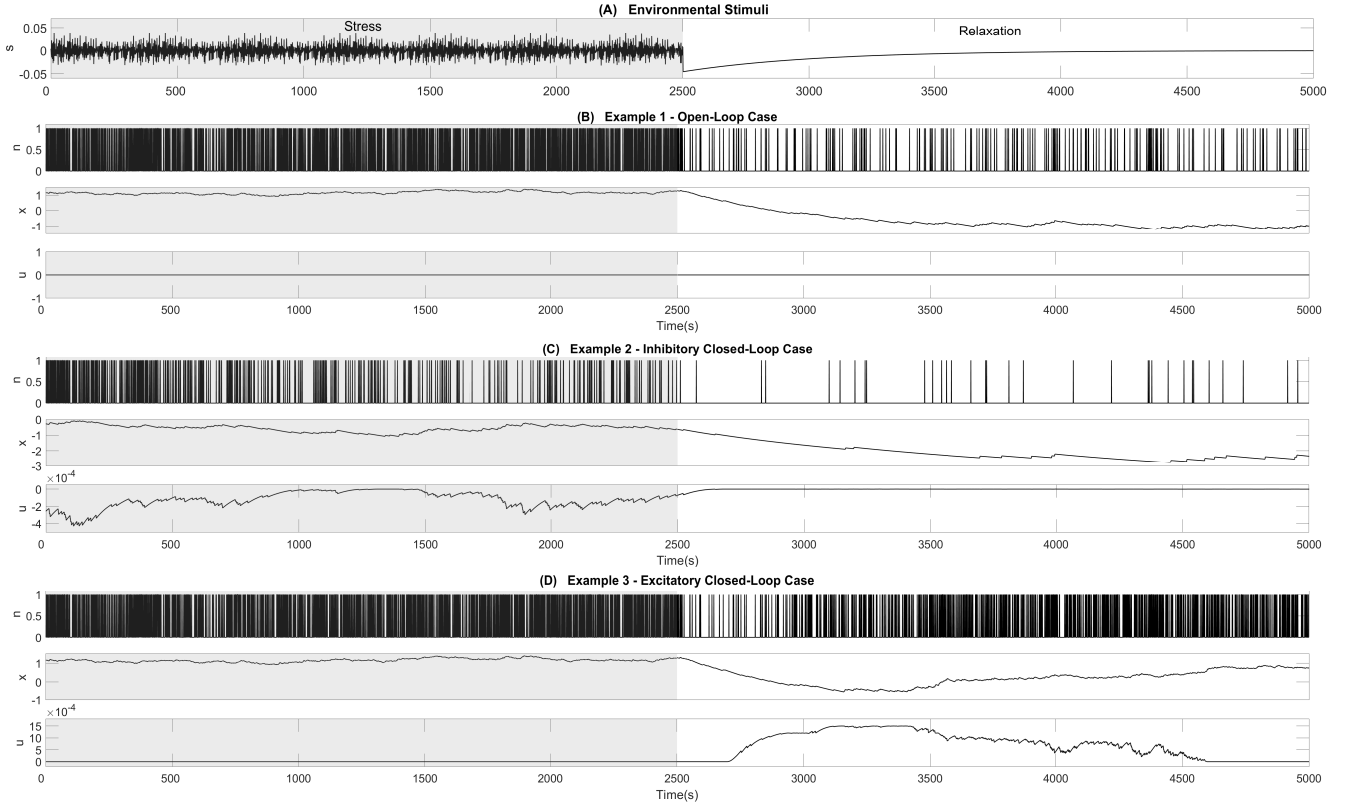 (A) Environmental Stimuli
Stress
Relaxation
s
0.05
0
-0.05
0 500 1000 1500 2000 2500 3000 3500 4000 4500 5000
(B) Example 1 - Open-Loop Case
n
1
0.5
0
x
1
0
-1
u
1
0
-1
0 500 1000 1500 2000 2500 3000 3500 4000 4500 5000
Time(s)
(C) Example 2 - Inhibitory Closed-Loop Case
n
1
0.5
0
x
0
-1
-2
-3
×10-4
u
0
-2
-4
0 500 1000 1500 2000 2500 3000 3500 4000 4500 5000
Time(s)
(D) Example 3 - Excitatory Closed-Loop Case
n
1
0.5
0
x
1
0
-1
×10-4
u
15
10
5
0
0 500 1000 1500 2000 2500 3000 3500 4000 4500 5000
Time(s)